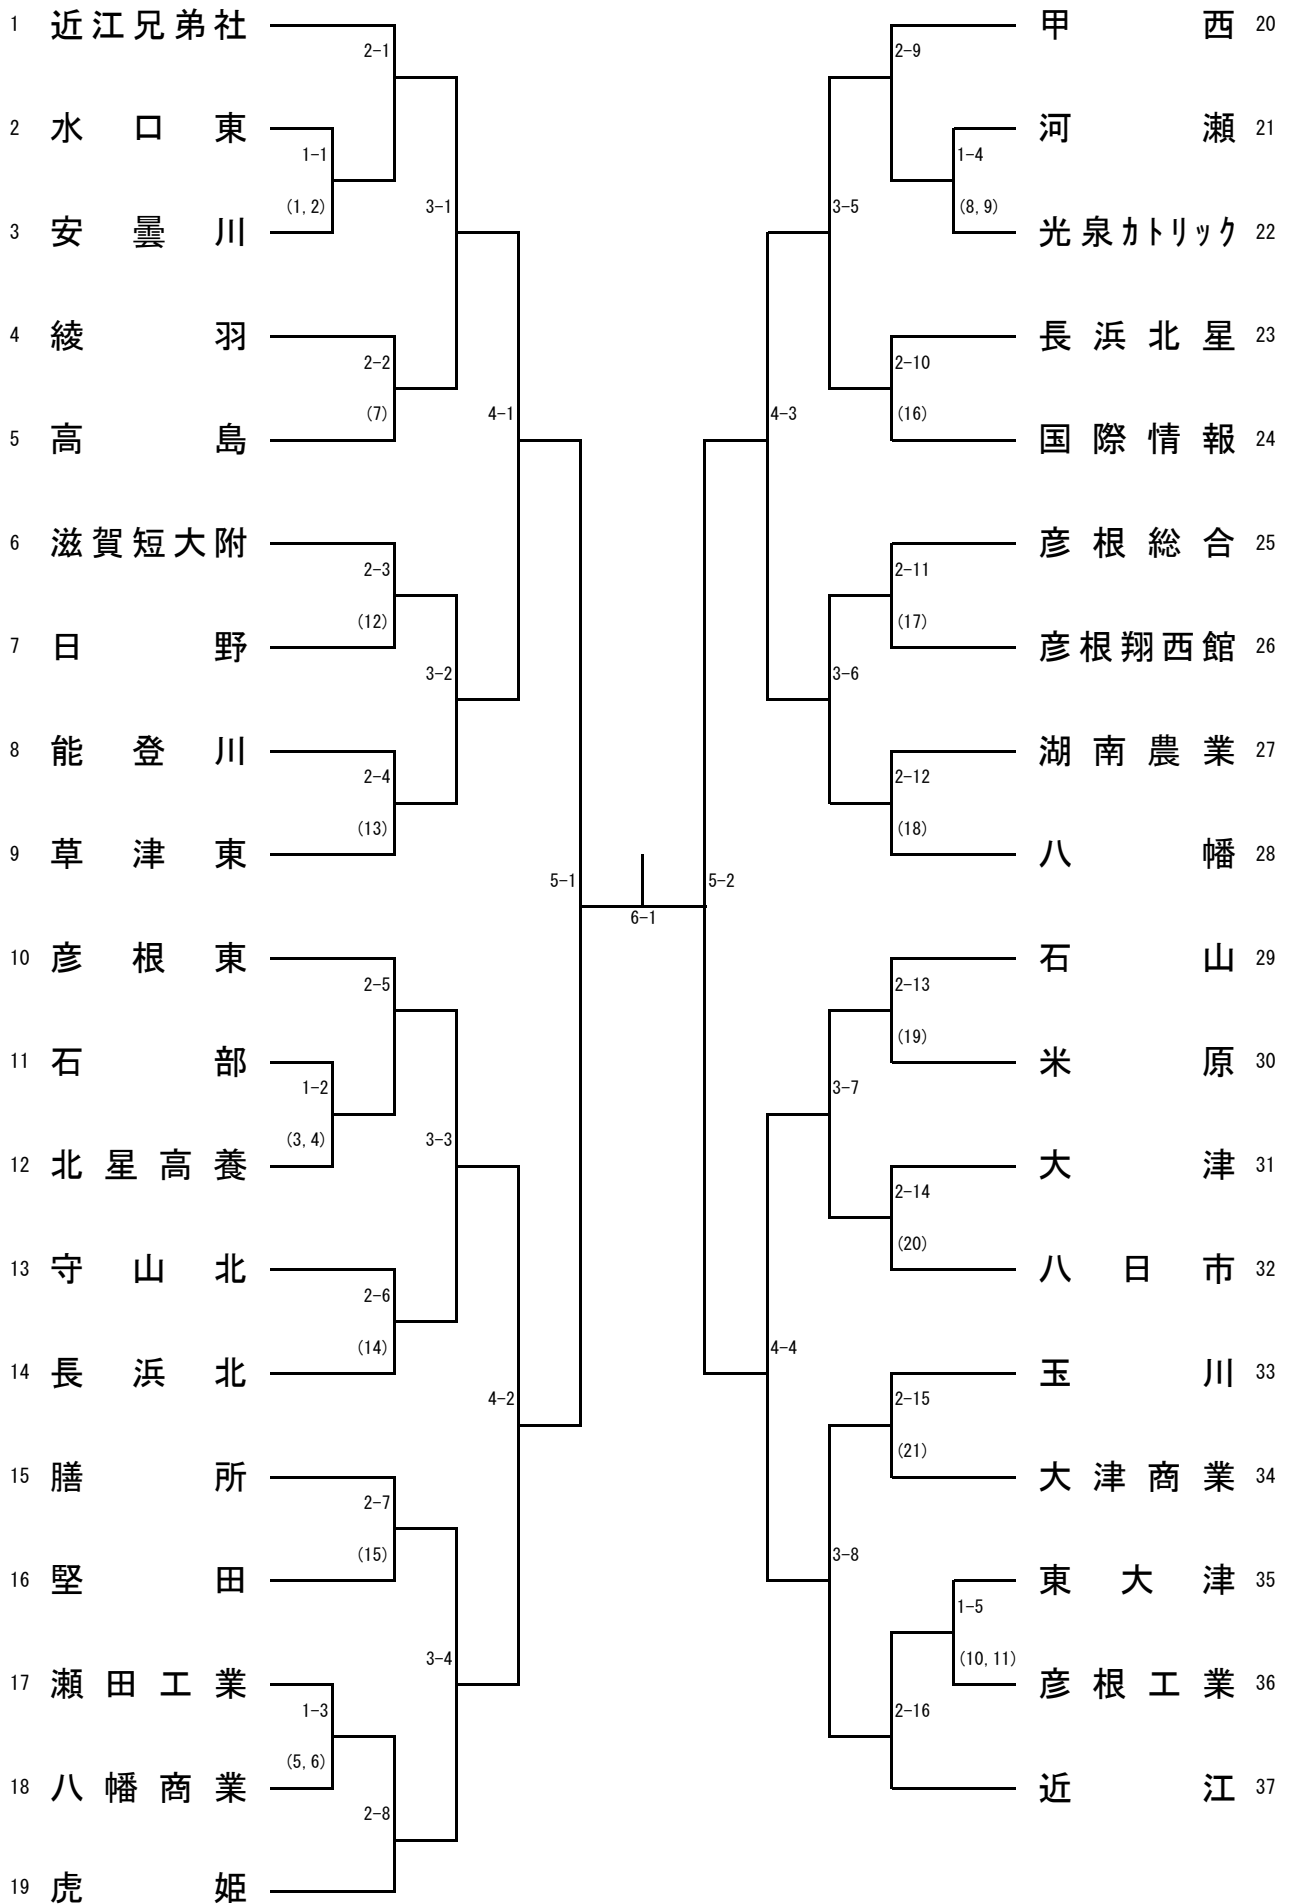 1 近江兄弟社
2-1
2 水口東
1-1
(1, 2)
3-1
3 安曇川
4 綾羽
2-2
(7)
4-1
5 高島
6 滋賀短大附
2-3
(12)
7 日野
3-2
8 能登川
2-4
(13)
9 草津東
5-1
10 彦根東
2-5
11 石部
1-2
(3, 4)
3-3
12 北星高養
13 守山北
2-6
(14)
14 長浜北
4-2
15 膳所
2-7
(15)
16 堅田
3-4
17 瀬田工業
1-3
(5, 6)
18 八幡商業
2-8
19 虎姫
6-1
甲西 20
2-9
河瀬 21
1-4
3-5
(8, 9)
光泉カトリック 22
長浜北星 23
2-10
4-3
(16)
国際情報 24
彦根総合 25
2-11
(17)
彦根翔西館 26
3-6
湖南農業 27
2-12
(18)
八幡 28
5-2
石山 29
2-13
(19)
米原 30
3-7
大津 31
2-14
(20)
八日市 32
4-4
玉川 33
2-15
(21)
大津商業 34
3-8
東大津 35
1-5
(10, 11)
彦根工業 36
2-16
近江 37